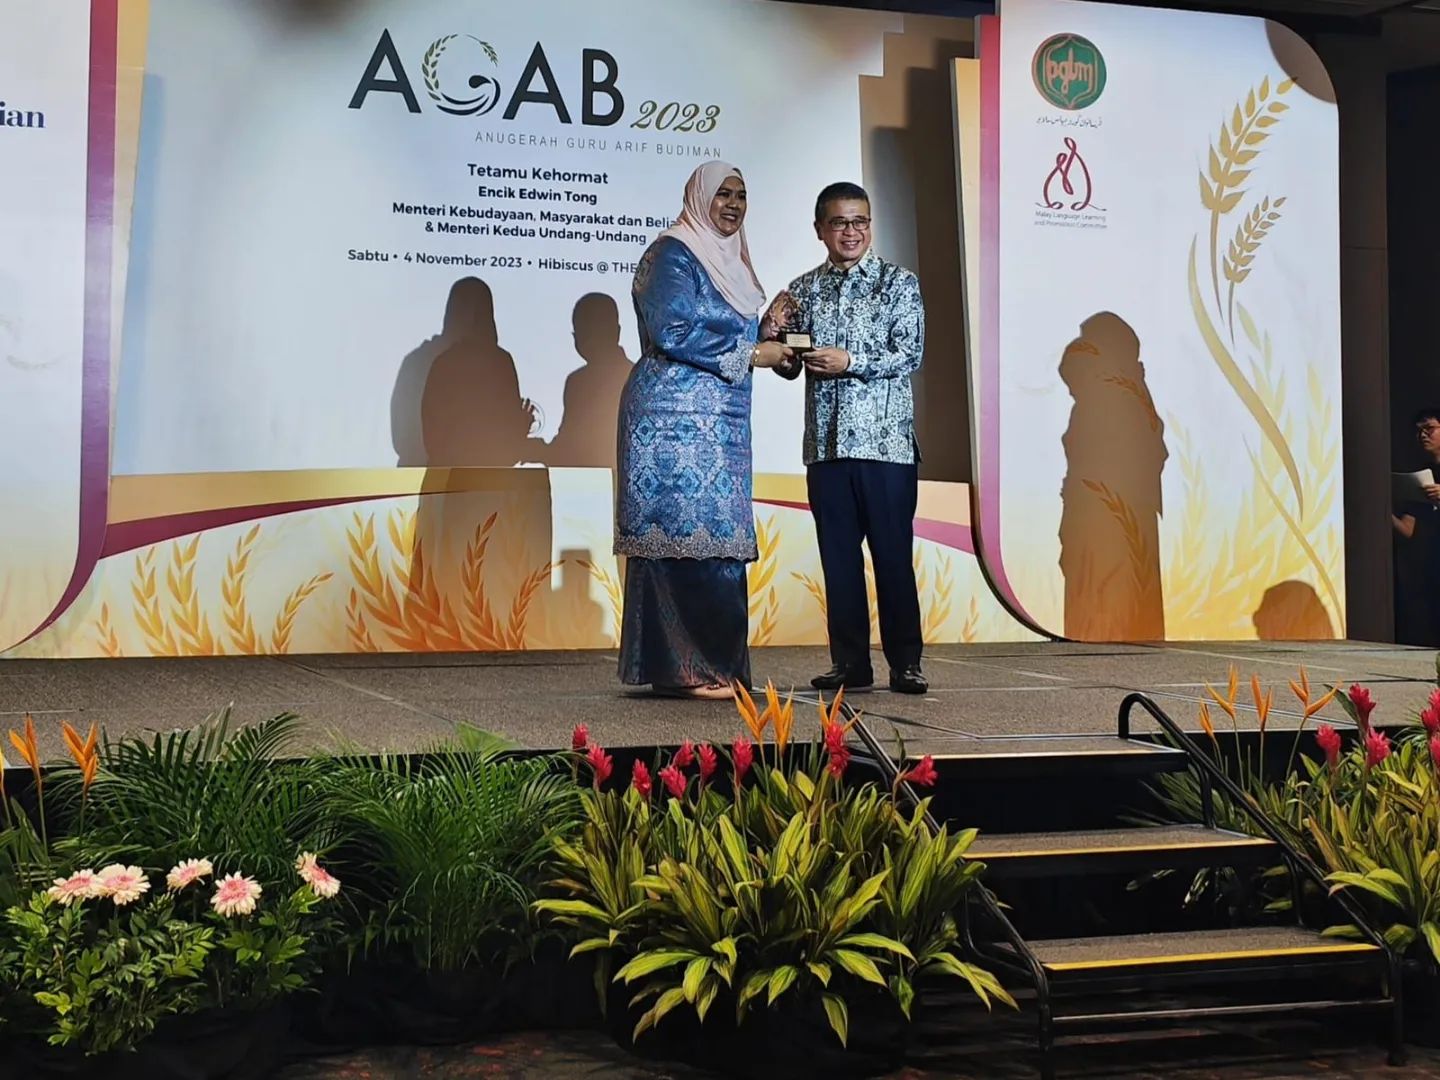 ian
AGAB 2023
ANUGERAH GURU ARIF BUDIMAN
Tetamu Kehormat
Encik Edwin Tong
Menteri Kebudayaan, Masyarakat dan Beli
& Menteri Kedua Undang-Undang
Sabtu • 4 November 2023 • Hibiscus @ THE
pgbm
Malay Language Learning
and Promotion Committee